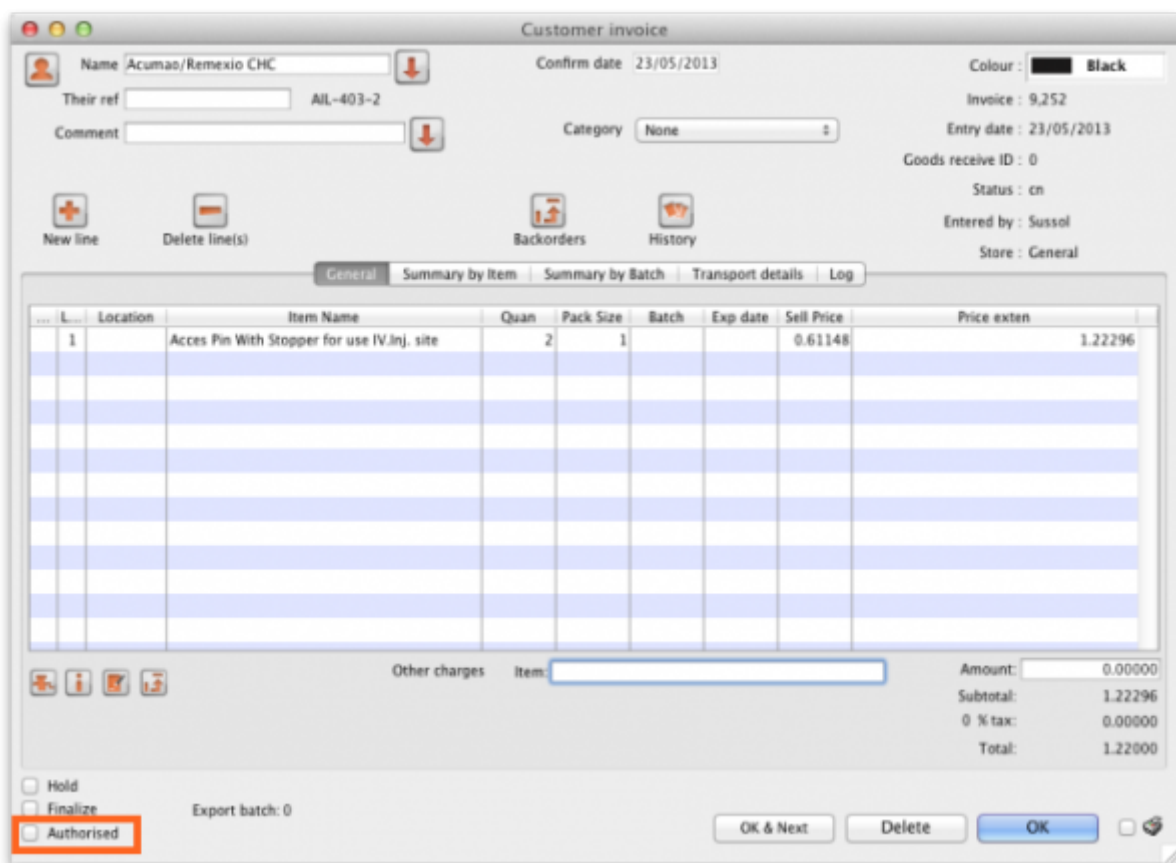 Customer invoice
Name Acumao/Remexio CHC Confirm date 23/05/2013 Colour : Black
Their ref AIL-403-2 Invoice : 9,252
Comment Category None Entry date : 23/05/2013
Goods receive ID : 0
Status : cn
Entered by : Sussol
Store : General
New line Delete line(s) Backorders History
General Summary by Item Summary by Batch Transport details Log
... L... Location Item Name Quan Pack Size Batch Exp date Sell Price Price exten
1 Acces Pin With Stopper for use IV.Inj. site 2 1 0.61148 1.22296
Other charges Item: Amount: 0.00000
Subtotal: 1.22296
0 % tax: 0.00000
Total: 1.22000
Hold
Finalize Export batch: 0
Authorised OK & Next Delete OK